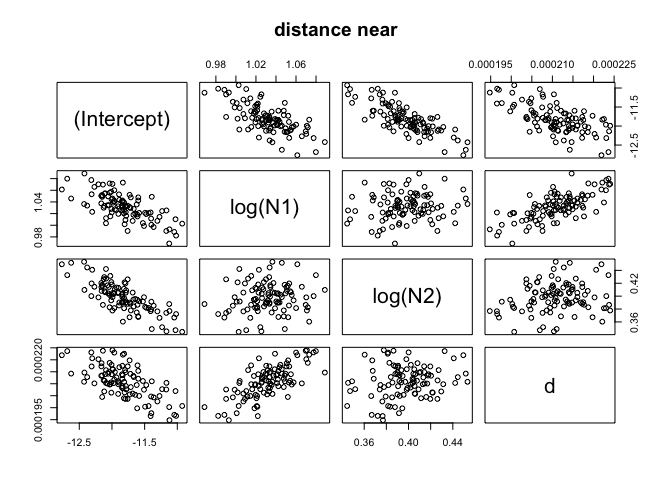 distance near
0.98 1.02 1.06
0.000195 0.000210 0.000225
(Intercept)
-12.5 -11.5
0.98 1.04
log(N1)
log(N2)
0.36 0.42
0.000195 0.000220
d
-12.5 -11.5
0.36 0.40 0.44